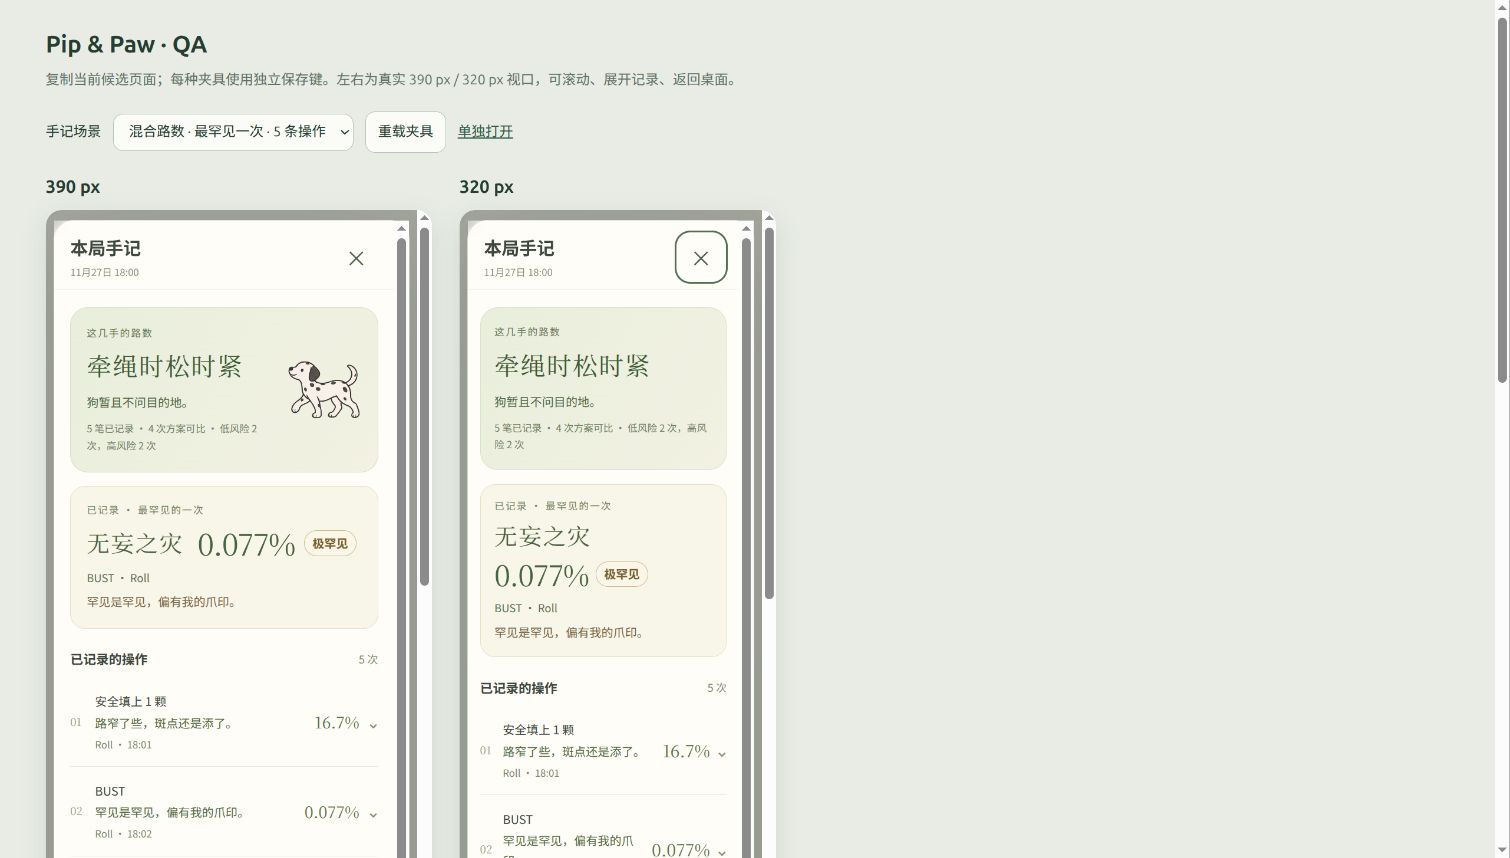 Pip & Paw · QA
复制当前候选页面；每种夹具使用独立保存键。左右为真实 390 px / 320 px 视口，可滚动、展开记录、返回桌面。
手记场景
混合路数 · 最罕见一次 · 5 条操作
重载夹具
单独打开
390 px
本局手记
11月27日 18:00
这几手的路数
牵绳时松时紧
狗暂且不问目的地。
5 笔已记录 · 4 次方案可比 · 低风险 2
次，高风险 2 次
已记录 · 最罕见的一次
无妄之灾 0.077% 极罕见
BUST · Roll
罕见是罕见，偏有我的爪印。
已记录的操作 5 次
安全填上 1 颗
01 路窄了些，斑点还是添了。 16.7%
Roll · 18:01
BUST
02 罕见是罕见，偏有我的爪印。 0.077%
Roll · 18:02
320 px
本局手记
11月27日 18:00
这几手的路数
牵绳时松时紧
狗暂且不问目的地。
5 笔已记录 · 4 次方案可比 · 低风险 2 次，高风
险 2 次
已记录 · 最罕见的一次
无妄之灾
0.077% 极罕见
BUST · Roll
罕见是罕见，偏有我的爪印。
已记录的操作 5 次
安全填上 1 颗
01 路窄了些，斑点还是添了。 16.7%
Roll · 18:01
BUST
罕见是罕见，偏有我的爪
02 0.077%